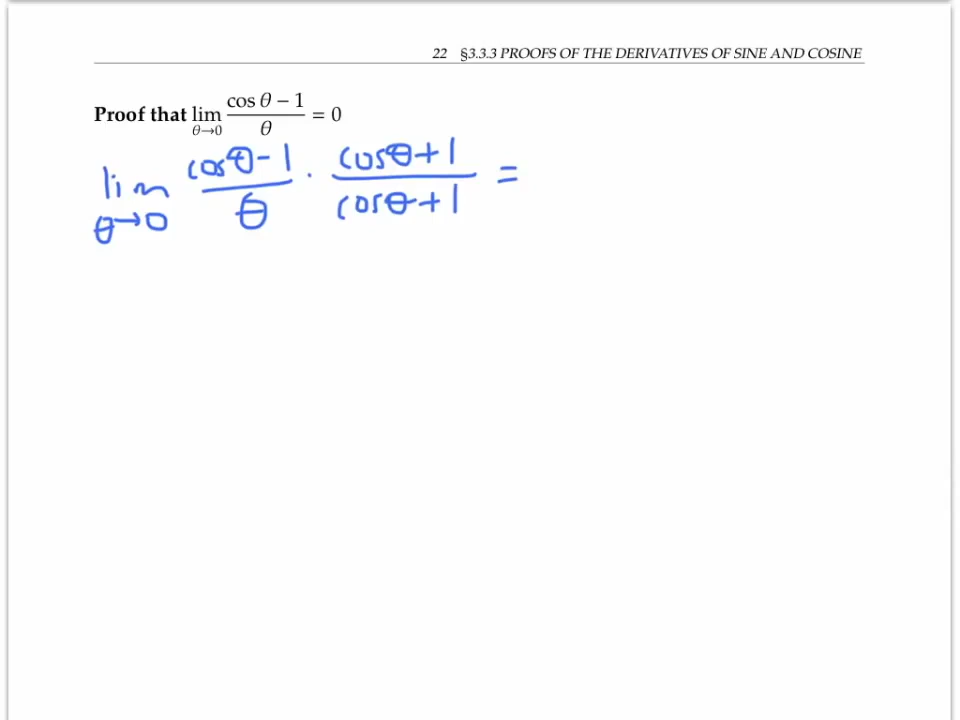 22 §3.3.3 PROOFS OF THE DERIVATIVES OF SINE AND COSINE
Proof that lim θ→0 (cos θ − 1)/θ = 0
lim θ→0 (cosθ-1)/θ · (cosθ+1)/(cosθ+1) =